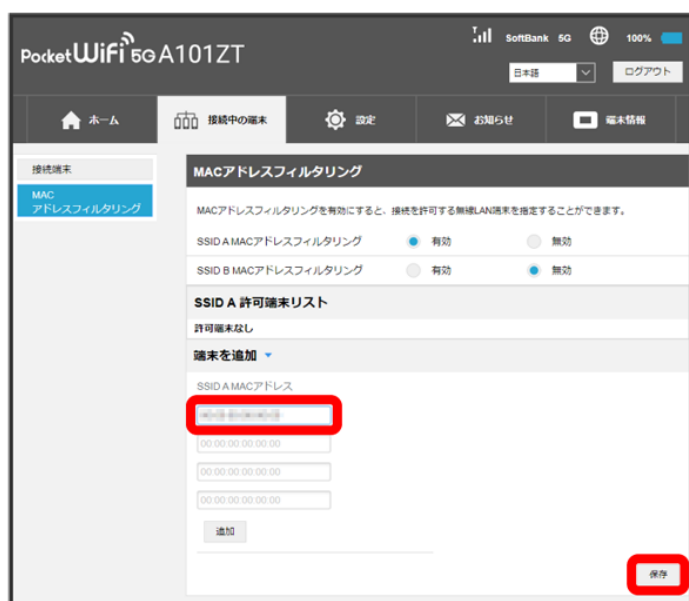 Pocket WiFi 5G A101ZT
SoftBank 5G 100%
日本語 ログアウト
ホーム 接続中の端末 設定 お知らせ 端末情報
接続端末
MAC
アドレスフィルタリング
MACアドレスフィルタリング
MACアドレスフィルタリングを有効にすると、接続を許可する無線LAN端末を指定することができます。
SSID A MACアドレスフィルタリング 有効 無効
SSID B MACアドレスフィルタリング 有効 無効
SSID A 許可端末リスト
許可端末なし
端末を追加
SSID A MACアドレス
00:00:00:00:00:00
00:00:00:00:00:00
00:00:00:00:00:00
追加
保存